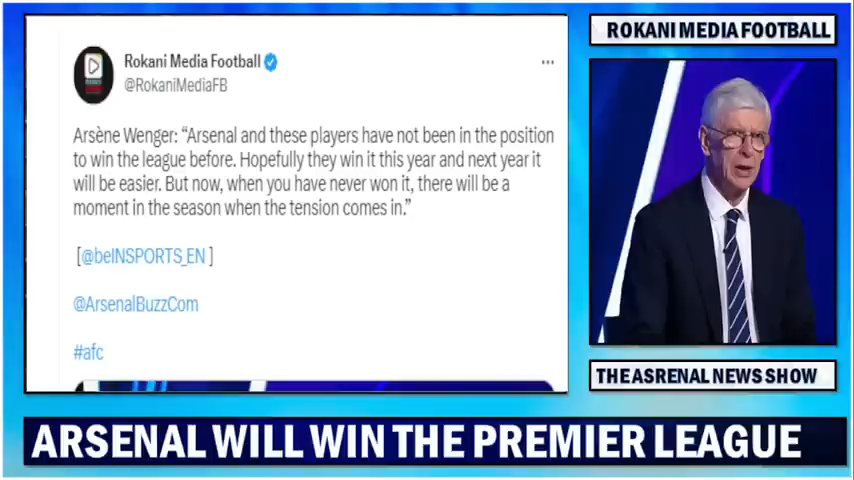 Rokani Media Football
@RokaniMediaFB
Arsène Wenger: “Arsenal and these players have not been in the position
to win the league before. Hopefully they win it this year and next year it
will be easier. But now, when you have never won it, there will be a
moment in the season when the tension comes in.”
[@beINSPORTS_EN ]
@ArsenalBuzzCom
#afc
ROKANI MEDIA FOOTBALL
THE ASRENAL NEWS SHOW
ARSENAL WILL WIN THE PREMIER LEAGUE